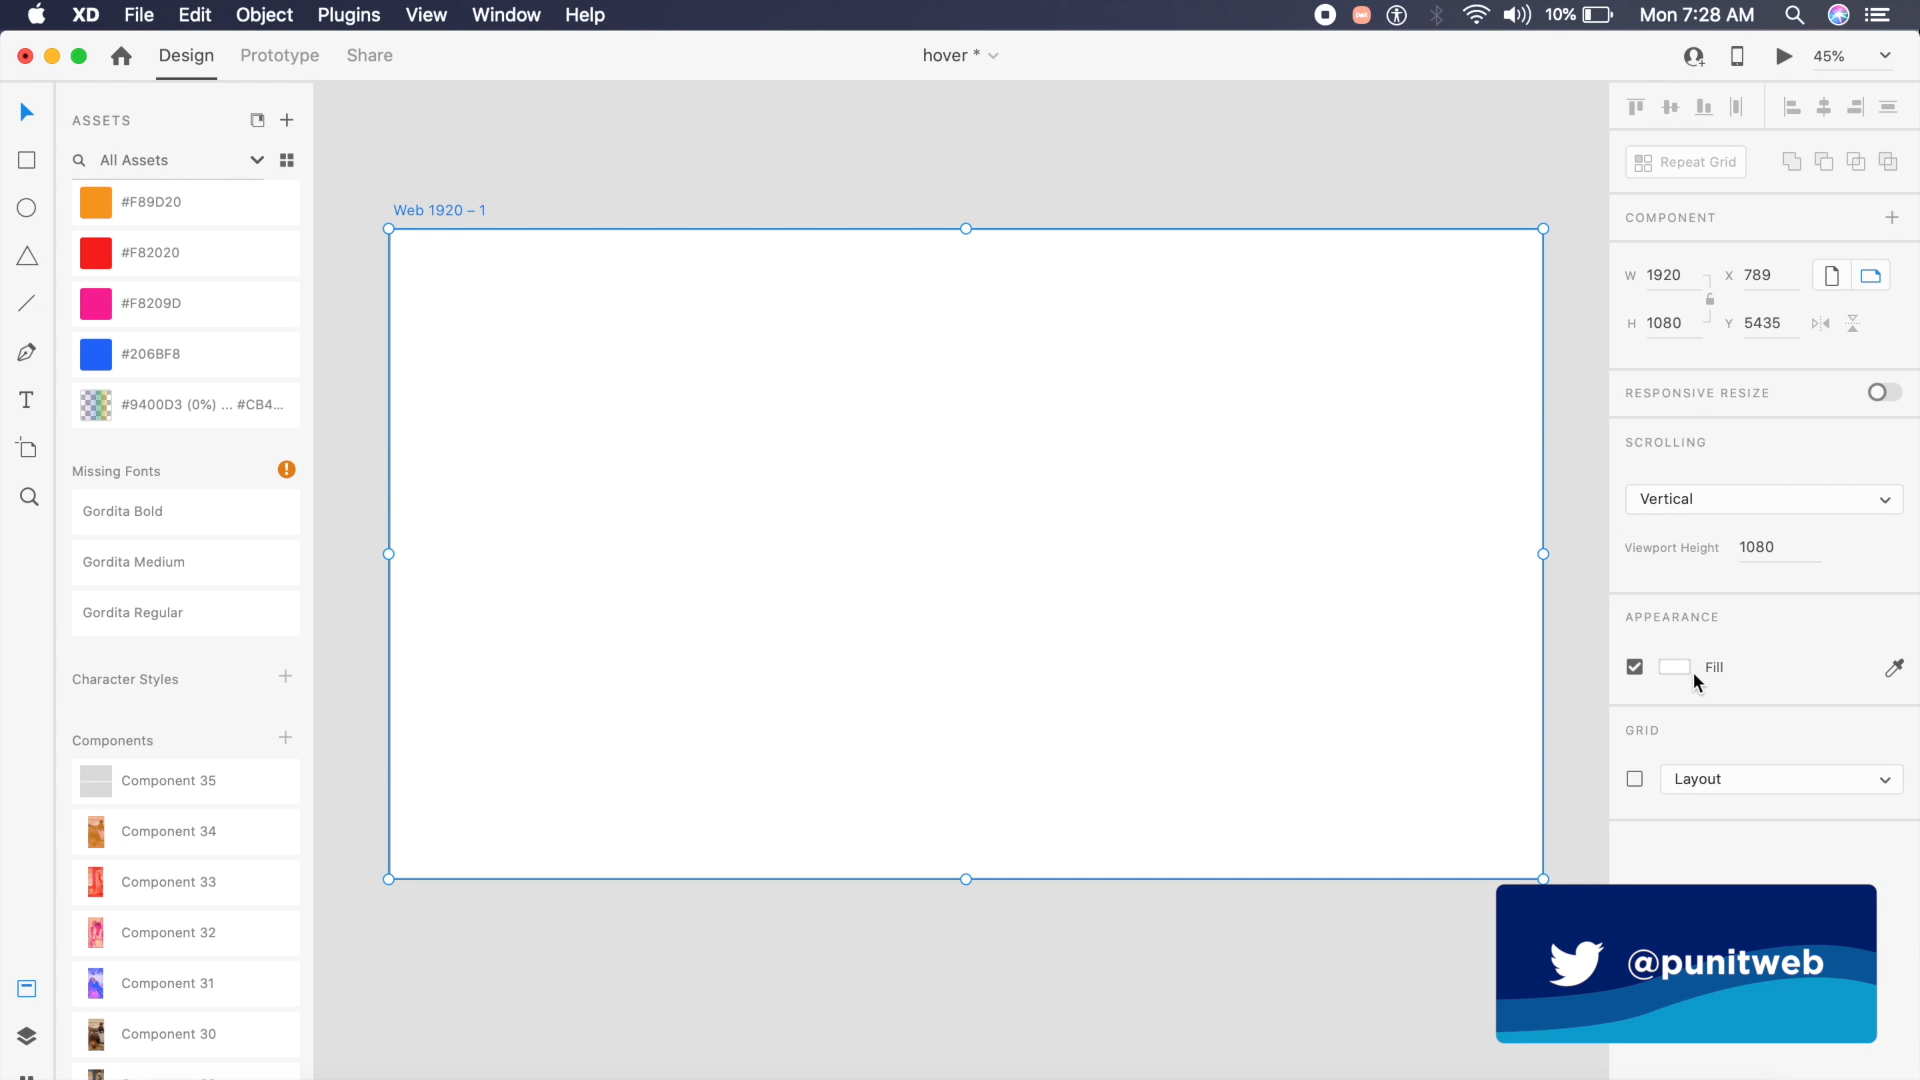 XD File Edit Object Plugins View Window Help 10% Mon 7:28 AM
Design Prototype Share hover * 45%
ASSETS
All Assets
#F89D20
#F82020
#F8209D
#206BF8
#9400D3 (0%) ... #CB4...
Missing Fonts
Gordita Bold
Gordita Medium
Gordita Regular
Character Styles
Components
Component 35
Component 34
Component 33
Component 32
Component 31
Component 30
Web 1920 – 1
Repeat Grid
COMPONENT
W 1920 X 789
H 1080 Y 5435
RESPONSIVE RESIZE
SCROLLING
Vertical
Viewport Height 1080
APPEARANCE
Fill
GRID
Layout
@punitweb